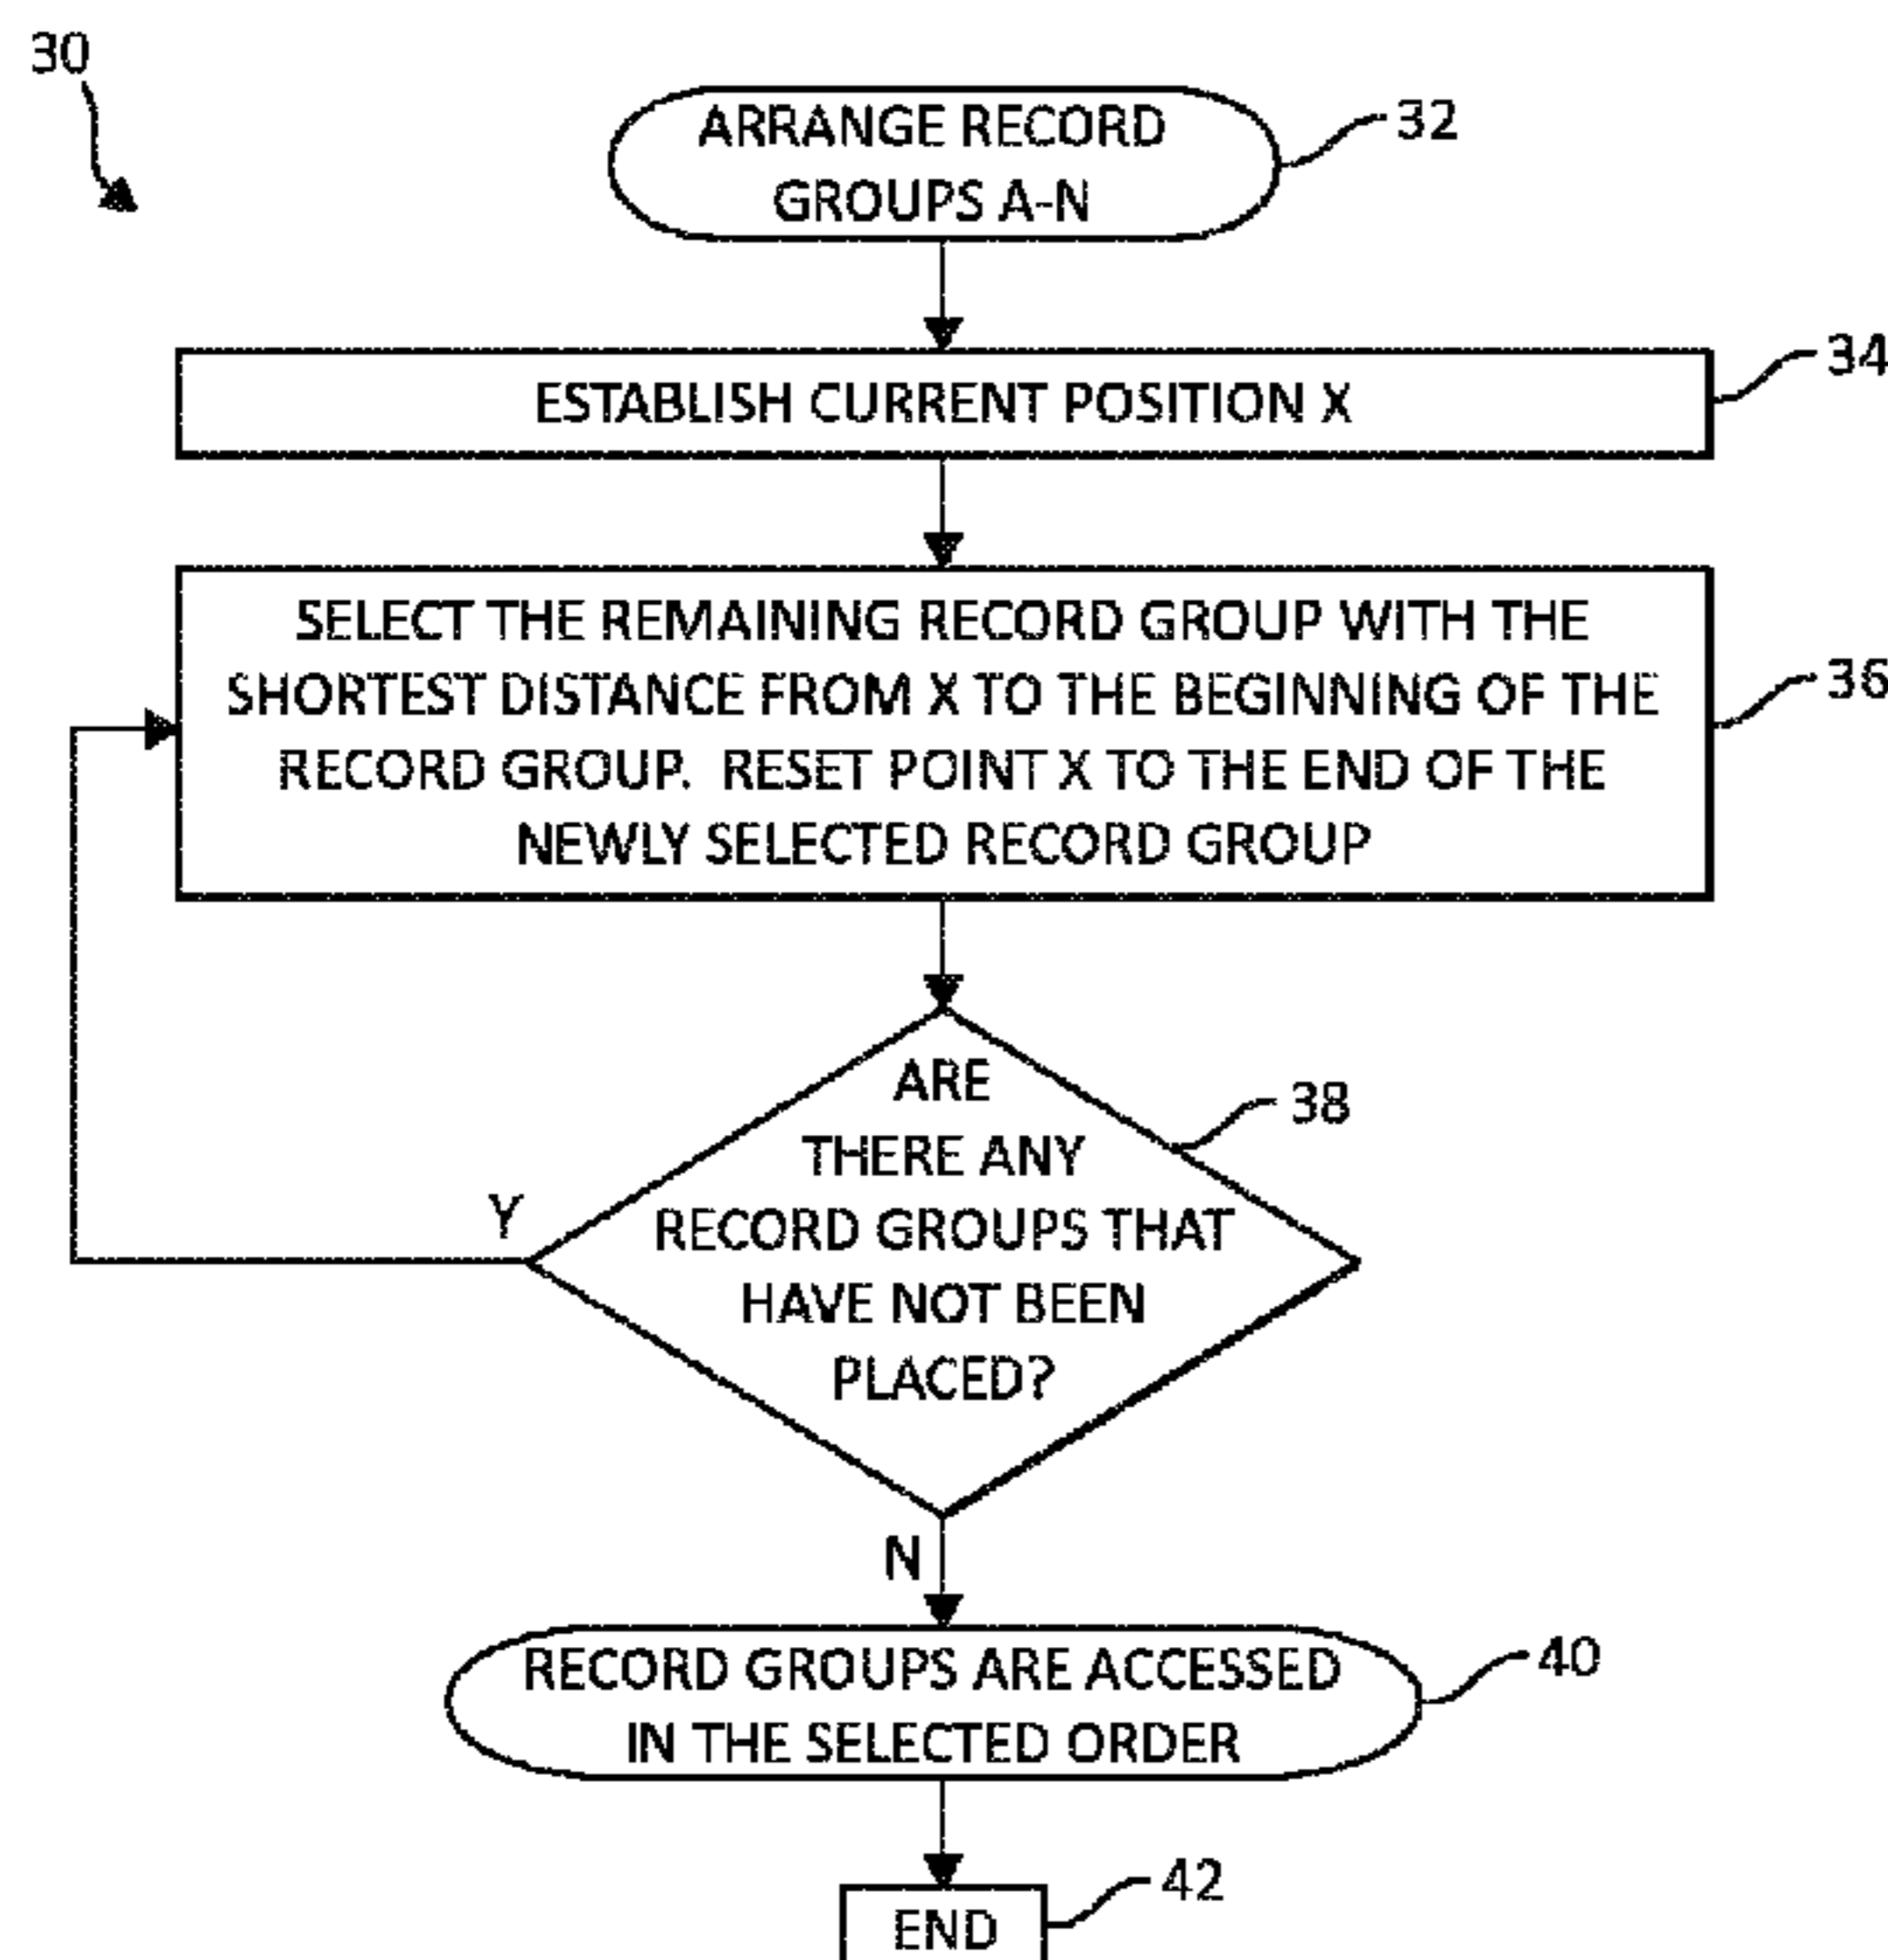 30
ARRANGE RECORD
GROUPS A-N
32
ESTABLISH CURRENT POSITION X
34
SELECT THE REMAINING RECORD GROUP WITH THE
SHORTEST DISTANCE FROM X TO THE BEGINNING OF THE
RECORD GROUP. RESET POINT X TO THE END OF THE
NEWLY SELECTED RECORD GROUP
36
ARE
THERE ANY
RECORD GROUPS THAT
HAVE NOT BEEN
PLACED?
38
Y
N
RECORD GROUPS ARE ACCESSED
IN THE SELECTED ORDER
40
END
42